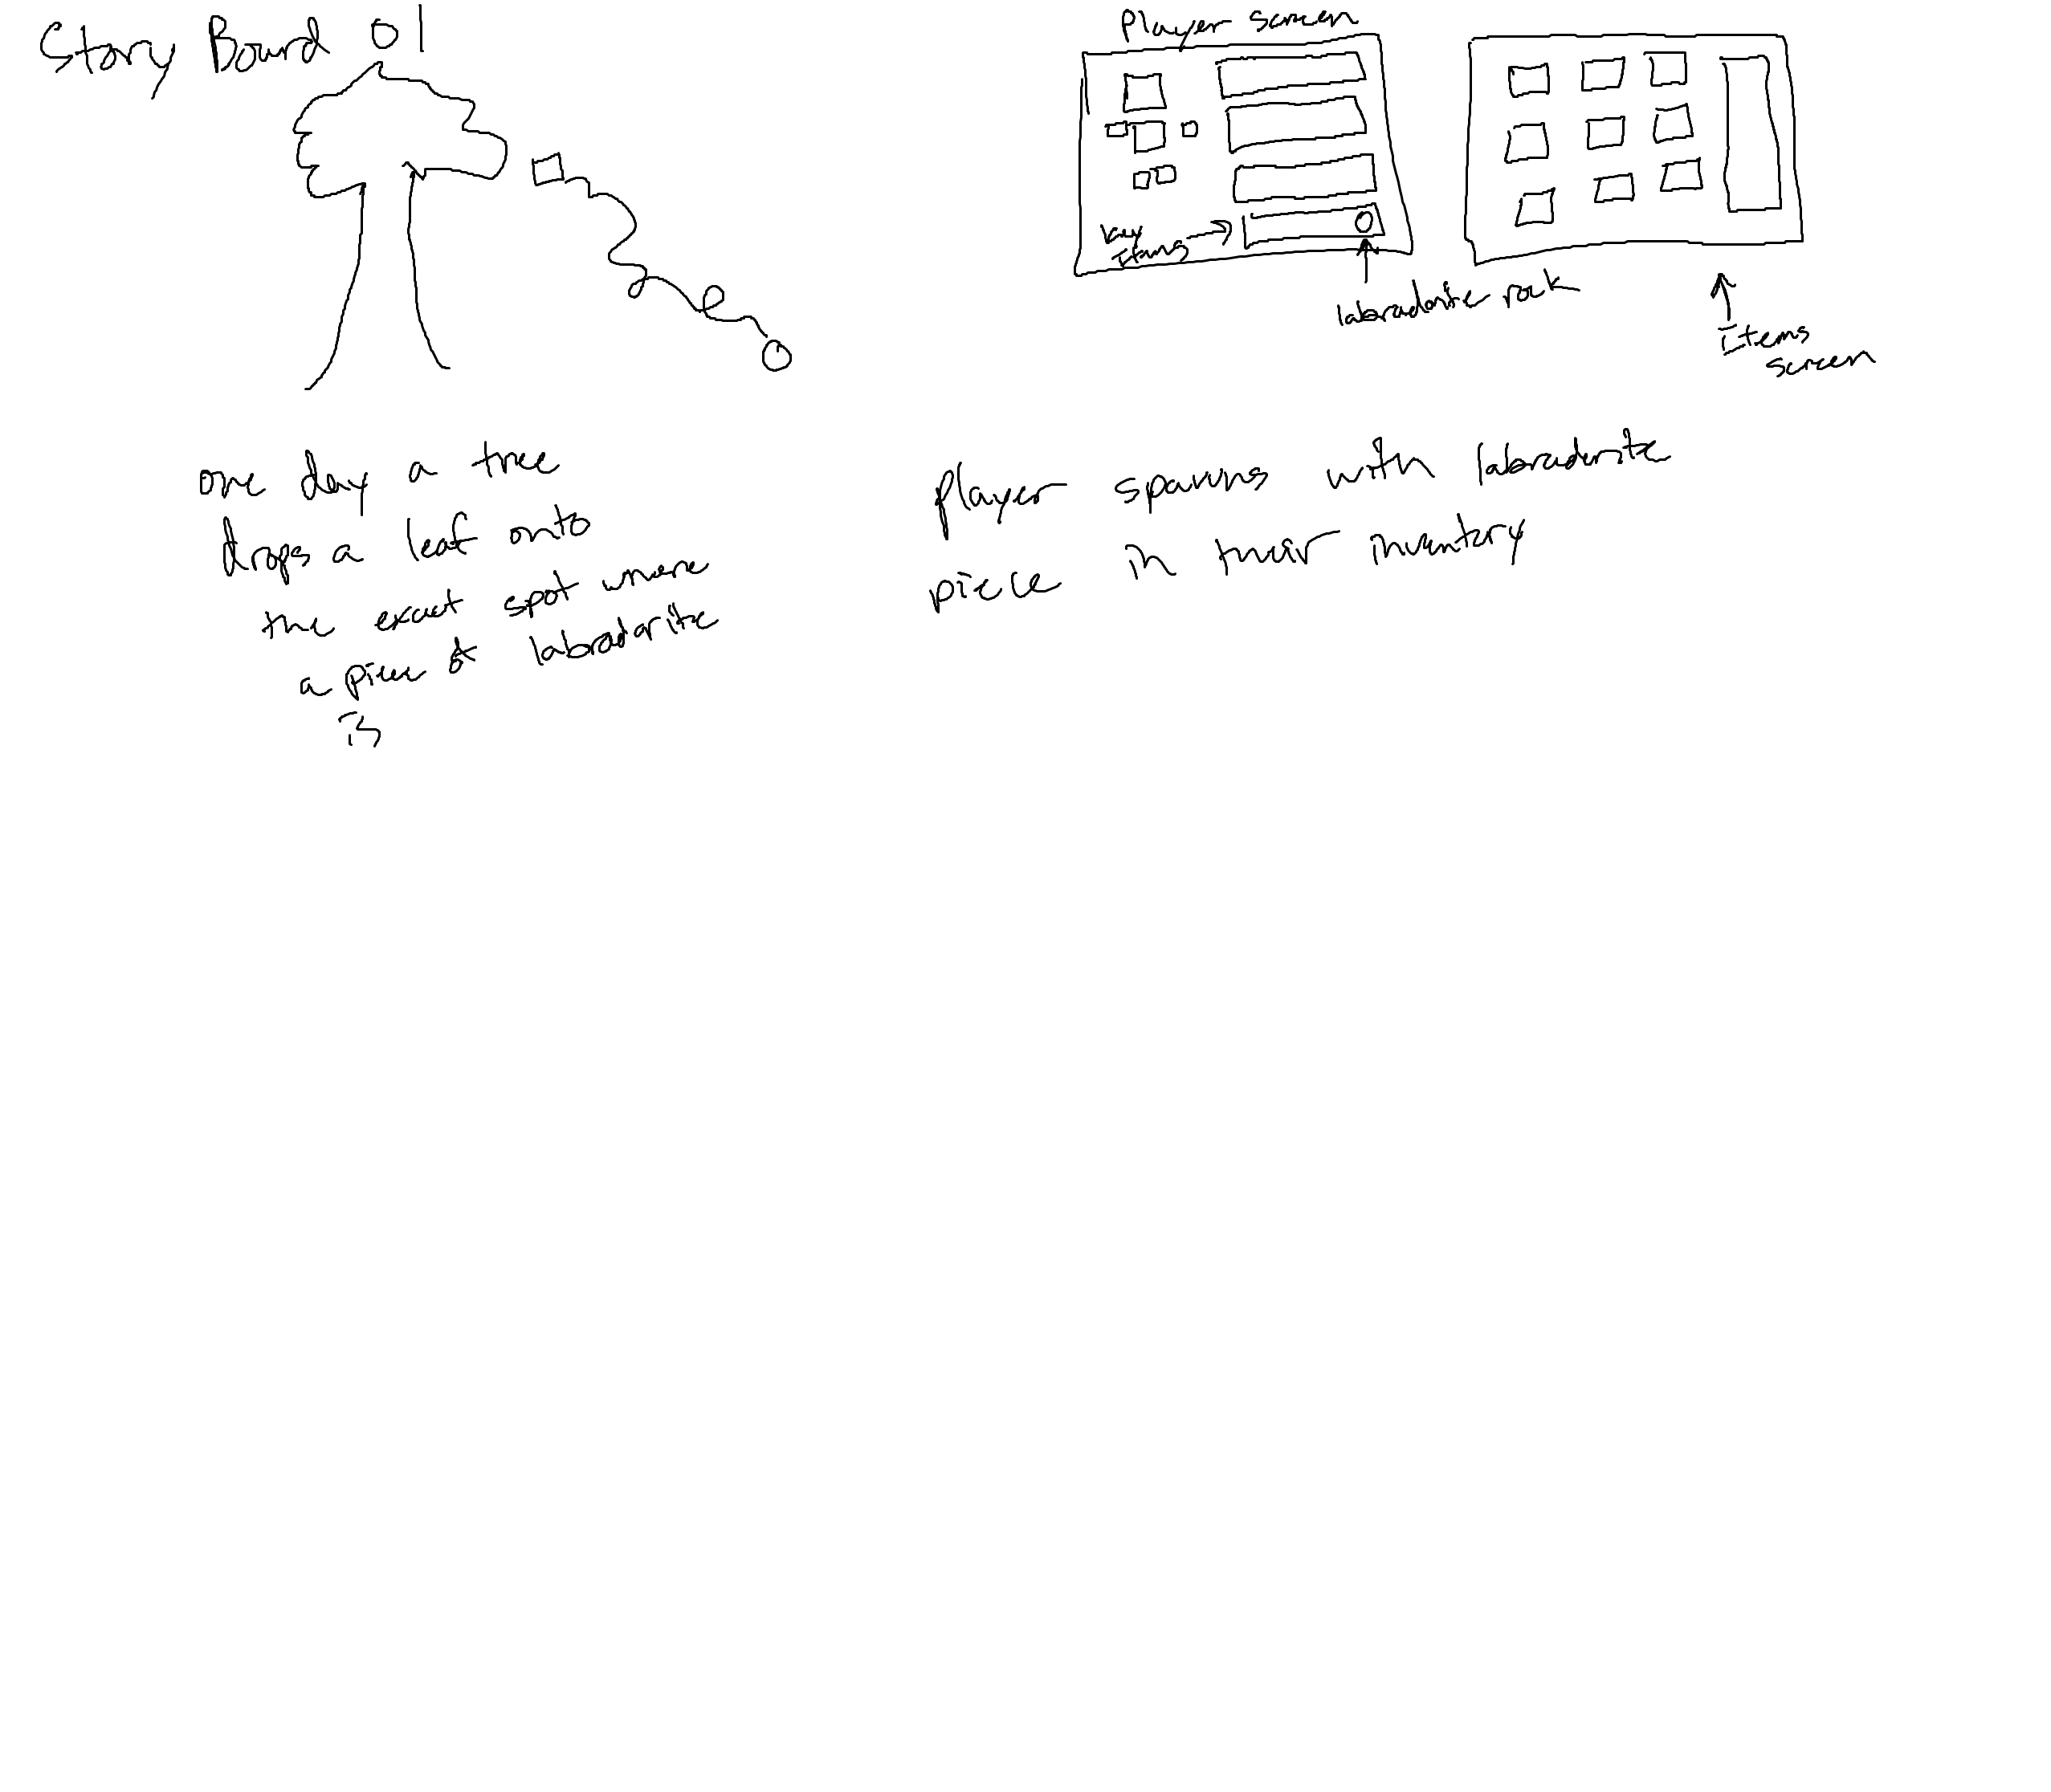 Story Board 01
Player screen
key
items
labradorite rock
items
screen
one day a tree
drops a leaf onto
the exact spot where
a piece of labradorite
is
player spawns with labradorite
piece in their inventory